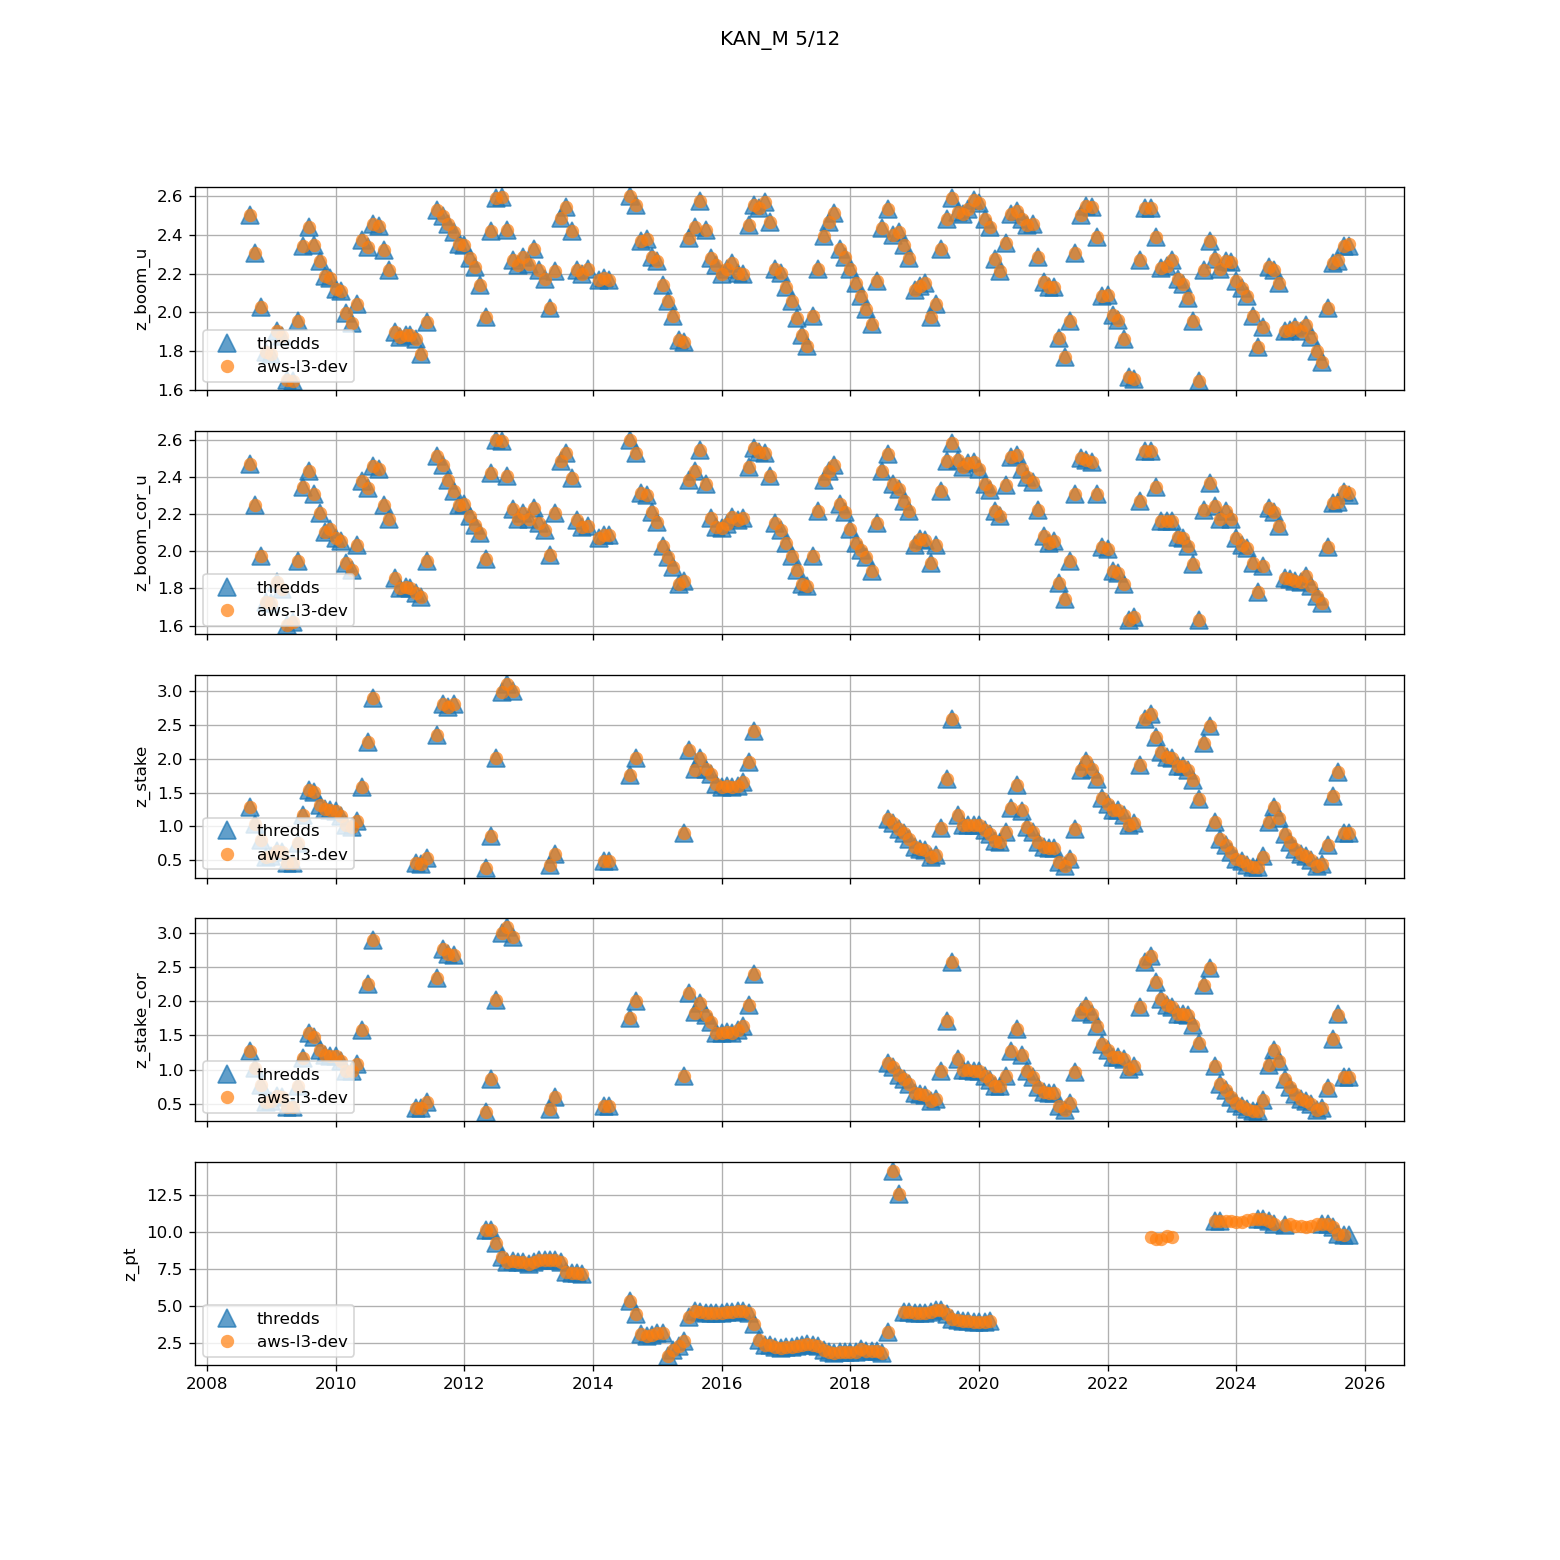 KAN_M 5/12
z_boom_u
2.6
2.4
2.2
2.0
1.8
1.6
thredds
aws-l3-dev
z_boom_cor_u
2.6
2.4
2.2
2.0
1.8
1.6
thredds
aws-l3-dev
z_stake
3.0
2.5
2.0
1.5
1.0
0.5
thredds
aws-l3-dev
z_stake_cor
3.0
2.5
2.0
1.5
1.0
0.5
thredds
aws-l3-dev
z_pt
12.5
10.0
7.5
5.0
2.5
thredds
aws-l3-dev
2008 2010 2012 2014 2016 2018 2020 2022 2024 2026